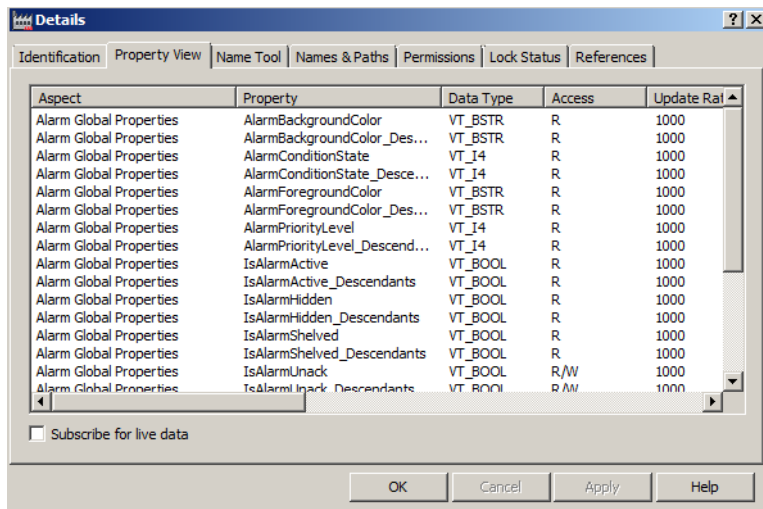 Details
Identification Property View Name Tool Names & Paths Permissions Lock Status References
Aspect Property Data Type Access Update Rat
Alarm Global Properties AlarmBackgroundColor VT_BSTR R 1000
Alarm Global Properties AlarmBackgroundColor_Des... VT_BSTR R 1000
Alarm Global Properties AlarmConditionState VT_I4 R 1000
Alarm Global Properties AlarmConditionState_Desce... VT_I4 R 1000
Alarm Global Properties AlarmForegroundColor VT_BSTR R 1000
Alarm Global Properties AlarmForegroundColor_Des... VT_BSTR R 1000
Alarm Global Properties AlarmPriorityLevel VT_I4 R 1000
Alarm Global Properties AlarmPriorityLevel_Descend... VT_I4 R 1000
Alarm Global Properties IsAlarmActive VT_BOOL R 1000
Alarm Global Properties IsAlarmActive_Descendants VT_BOOL R 1000
Alarm Global Properties IsAlarmHidden VT_BOOL R 1000
Alarm Global Properties IsAlarmHidden_Descendants VT_BOOL R 1000
Alarm Global Properties IsAlarmShelved VT_BOOL R 1000
Alarm Global Properties IsAlarmShelved_Descendants VT_BOOL R 1000
Alarm Global Properties IsAlarmUnack VT_BOOL R/W 1000
Alarm Global Properties IsAlarmUnack_Descendants VT_BOOL R/W 1000
Subscribe for live data
OK Cancel Apply Help